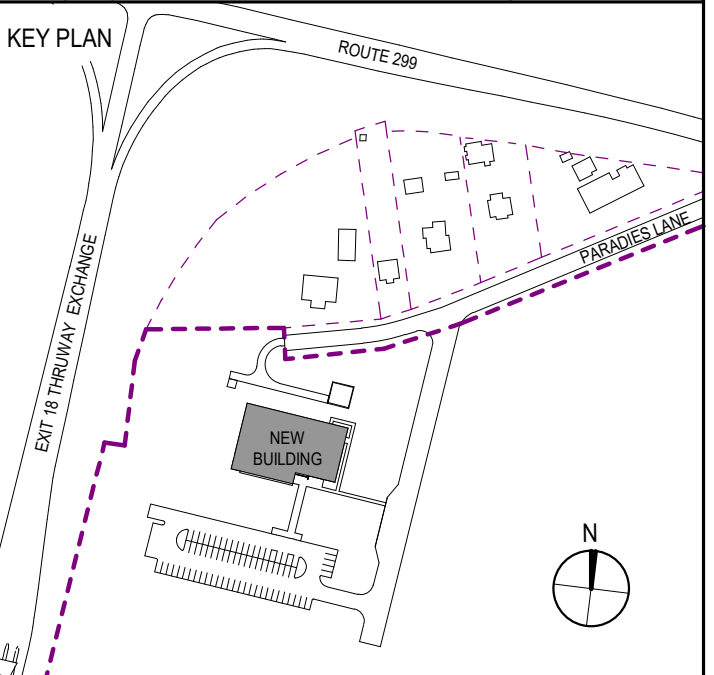 KEY PLAN
ROUTE 299
PARADIES LANE
EXIT 18 THRUWAY EXCHANGE
NEW
BUILDING
N